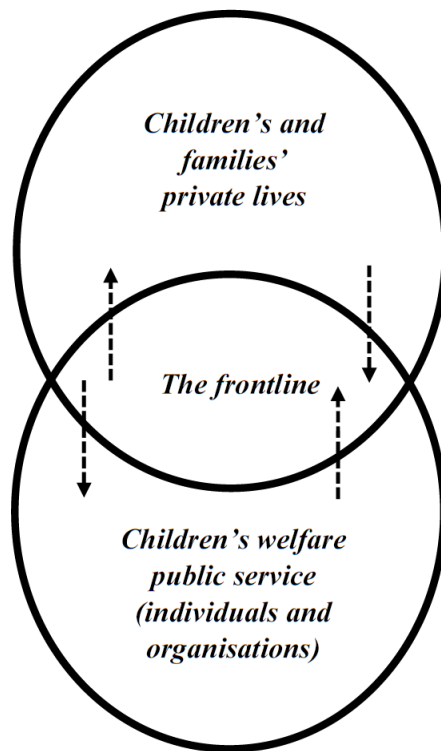 Children’s and
families’
private lives
The frontline
Children’s welfare
public service
(individuals and
organisations)